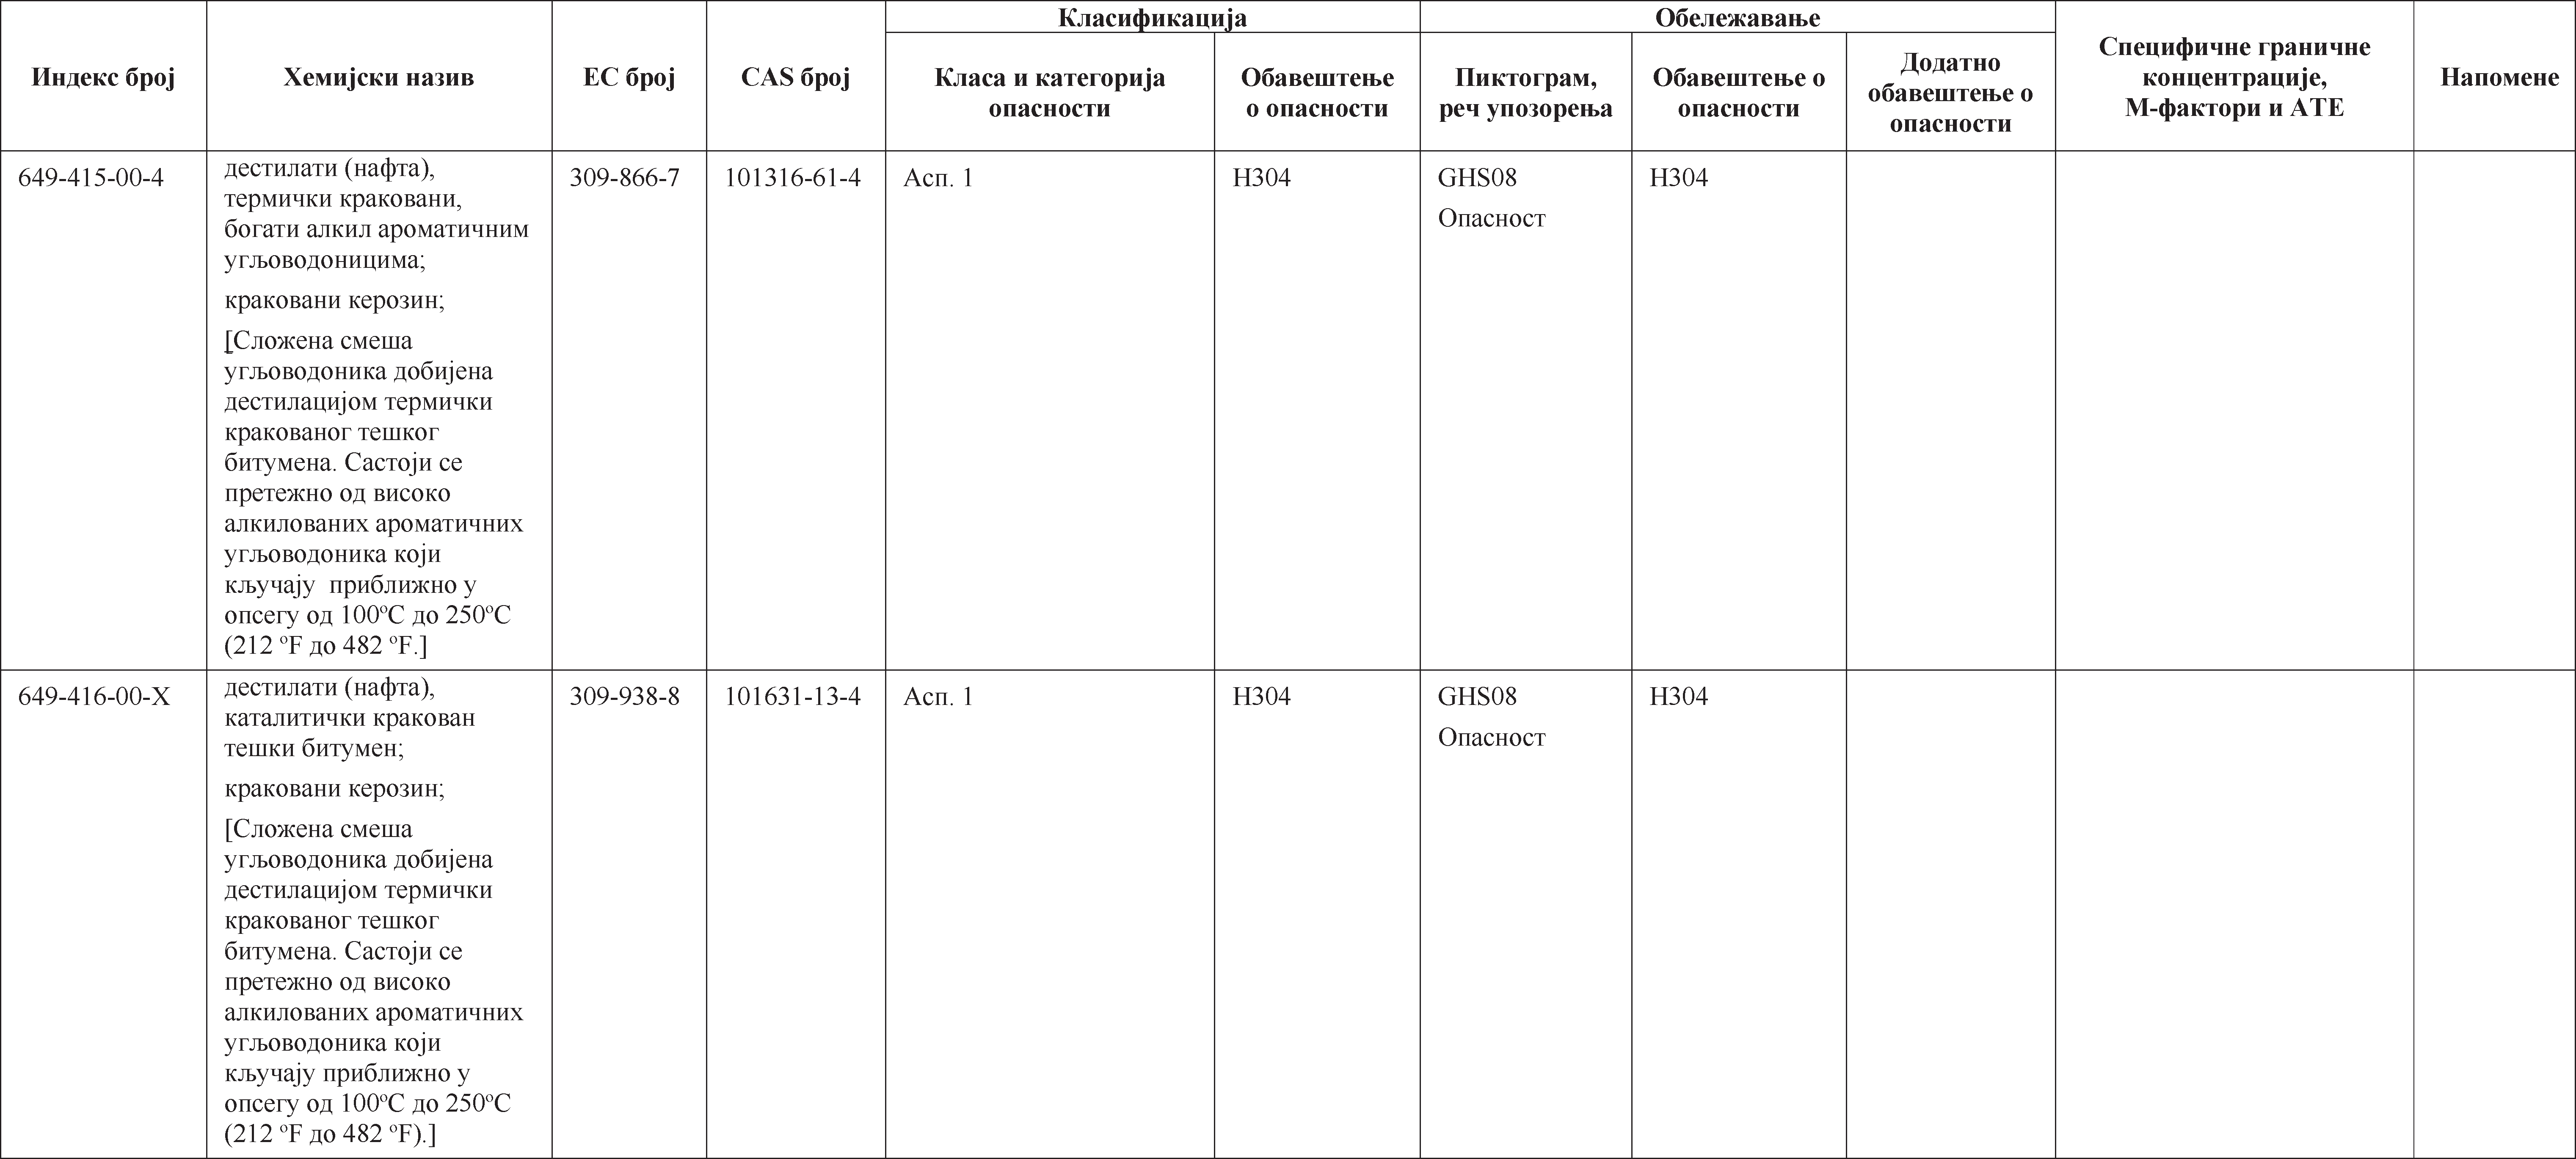 Индекс број
Хемијски назив
ЕС број
CAS број
Класификација
Обележавање
Специфичне граничне
концентрације,
М-фактори и АТЕ
Напомене
Класа и категорија
опасности
Обавештење
о опасности
Пиктограм,
реч упозорења
Обавештење о
опасности
Додатно
обавештење о
опасности
649-415-00-4
дестилати (нафта),
термички краковани,
богати алкил ароматичним
угљоводоницима;
краковани керозин;
[Сложена смеша
угљоводоника добијена
дестилацијом термички
кракованог тешког
битумена. Састоји се
претежно од високо
алкилованих ароматичних
угљоводоника који
кључају  приближно у
опсегу од 100ºC до 250ºC
(212 ºF до 482 ºF.]
309-866-7
101316-61-4
Асп. 1
H304
GHS08
Опасност
H304
649-416-00-X
дестилати (нафта),
каталитички кракован
тешки битумен;
краковани керозин;
[Сложена смеша
угљоводоника добијена
дестилацијом термички
кракованог тешког
битумена. Састоји се
претежно од високо
алкилованих ароматичних
угљоводоника који
кључају приближно у
опсегу од 100ºC до 250ºC
(212 ºF до 482 ºF).]
309-938-8
101631-13-4
Асп. 1
H304
GHS08
Опасност
H304